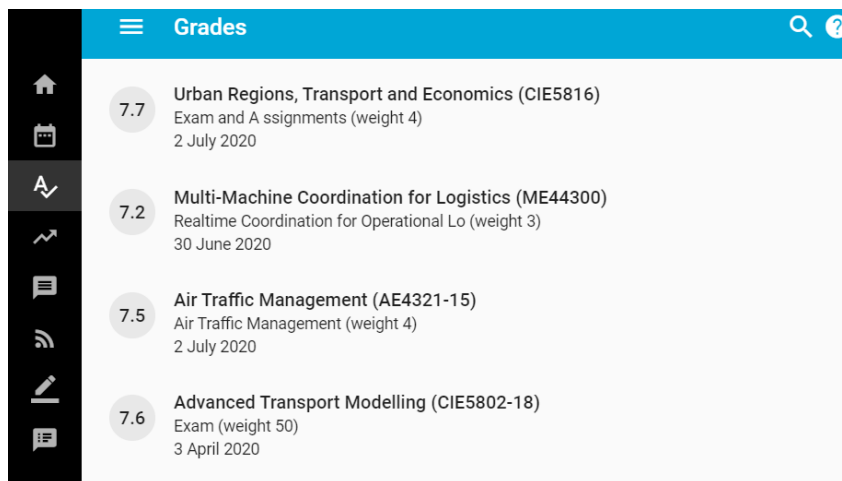 Grades
7.7
Urban Regions, Transport and Economics (CIE5816)
Exam and A ssignments (weight 4)
2 July 2020
7.2
Multi-Machine Coordination for Logistics (ME44300)
Realtime Coordination for Operational Lo (weight 3)
30 June 2020
7.5
Air Traffic Management (AE4321-15)
Air Traffic Management (weight 4)
2 July 2020
7.6
Advanced Transport Modelling (CIE5802-18)
Exam (weight 50)
3 April 2020